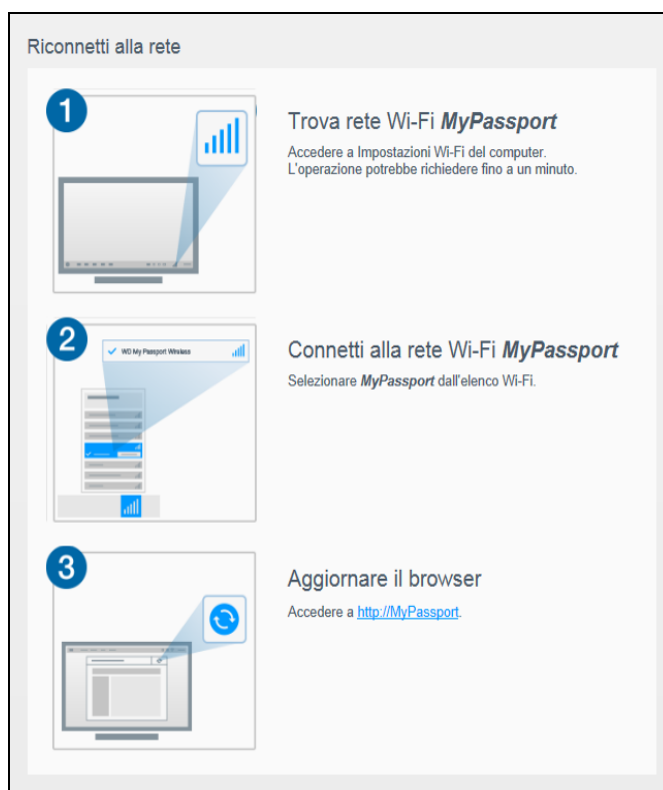 Riconnetti alla rete
1
Trova rete Wi-Fi MyPassport
Accedere a Impostazioni Wi-Fi del computer.
L'operazione potrebbe richiedere fino a un minuto.
2
WD My Passport Wireless
Connetti alla rete Wi-Fi MyPassport
Selezionare MyPassport dall'elenco Wi-Fi.
3
Aggiornare il browser
Accedere a http://MyPassport.